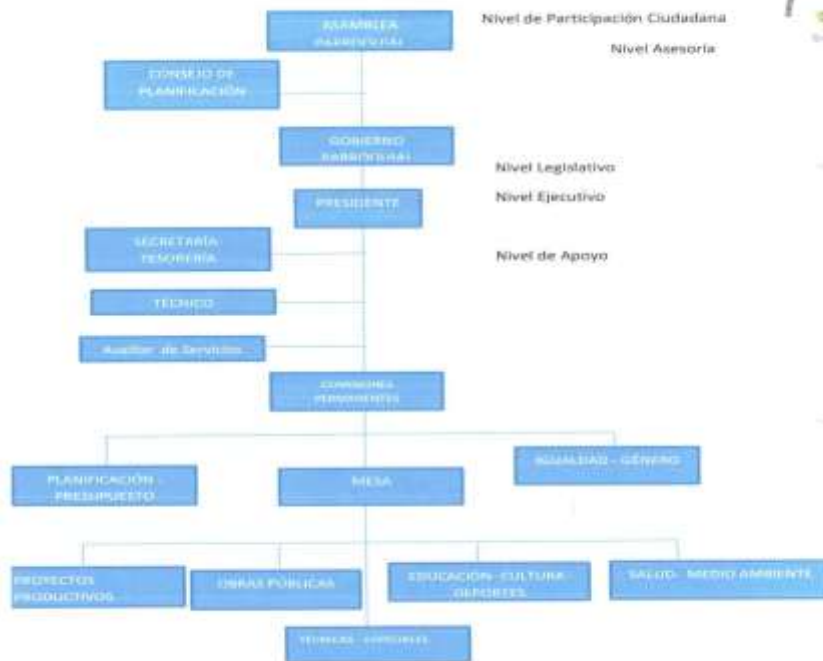 ASAMBLEA
PARROQUIAL
Nivel de Participación Ciudadana
Nivel Asesoría
CONSEJO DE
PLANIFICACIÓN
GOBIERNO
PARROQUIAL
Nivel Legislativo
PRESIDENTE
Nivel Ejecutivo
SECRETARÍA
TESORERÍA
Nivel de Apoyo
TÉCNICO
Auxiliar de Servicios
COMISIONES
PERMANENTES
PLANIFICACIÓN -
PRESUPUESTO
MESA
IGUALDAD - GÉNERO
PROYECTOS
PRODUCTIVOS
OBRAS PÚBLICAS
EDUCACIÓN- CULTURA
DEPORTES
SALUD- MEDIO AMBIENTE